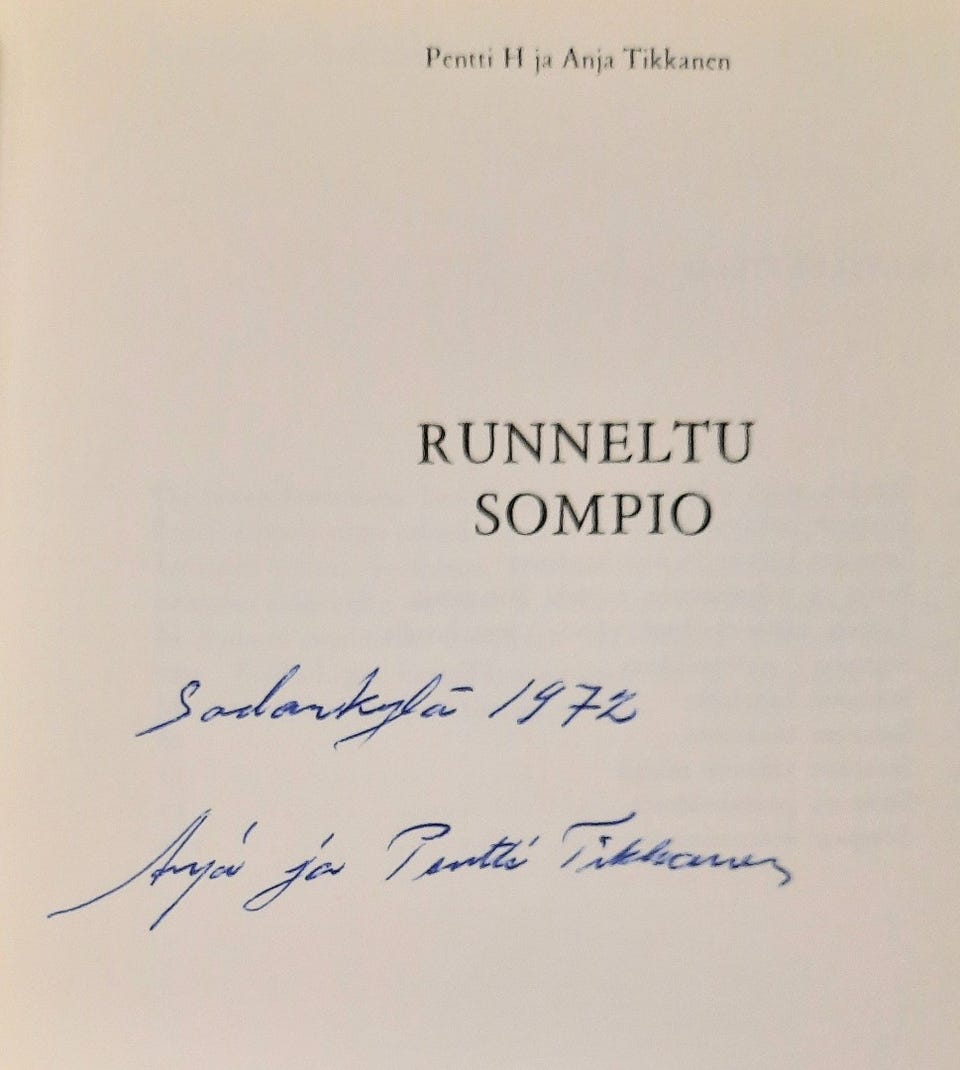 Pentti H ja Anja Tikkanen
RUNNELTU
SOMPIO
Sodankylä 1972
Anja ja Pentti Tikkanen